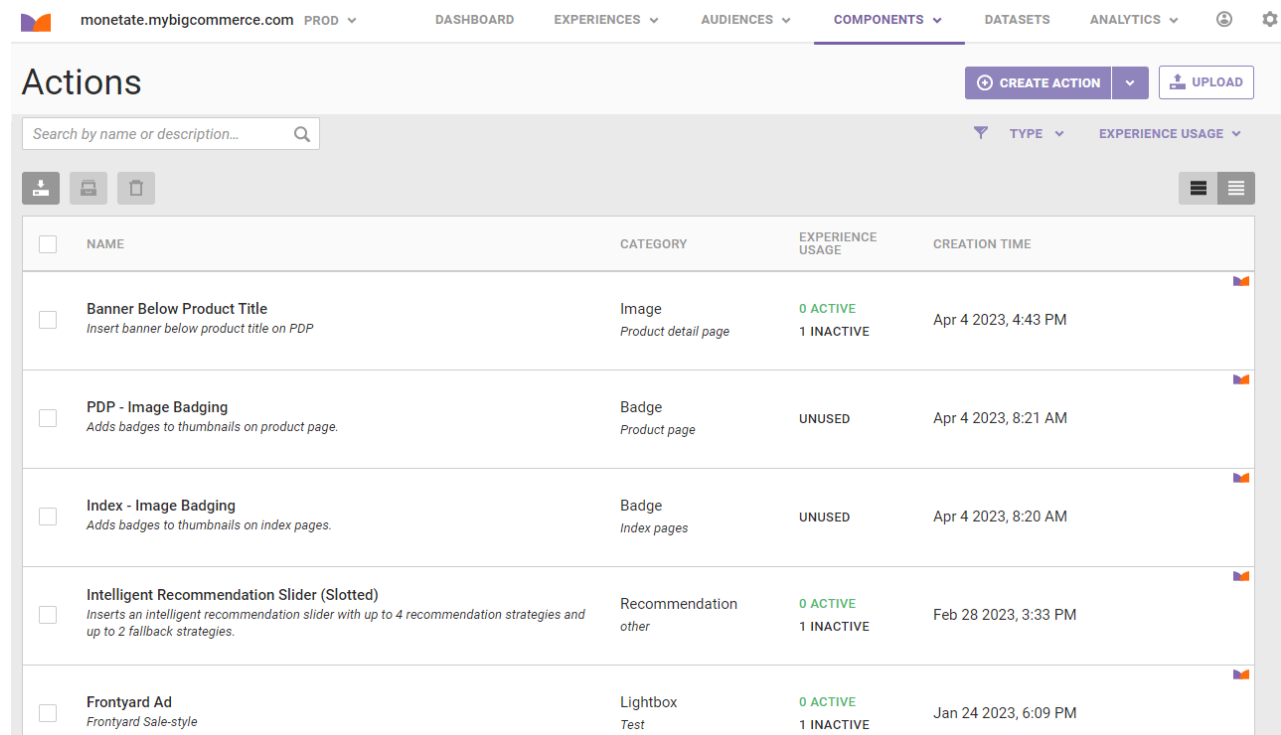 monetate.mybigcommerce.com PROD DASHBOARD EXPERIENCES AUDIENCES COMPONENTS DATASETS ANALYTICS
Actions
CREATE ACTION
UPLOAD
Search by name or description...
TYPE
EXPERIENCE USAGE
NAME
CATEGORY
EXPERIENCE
USAGE
CREATION TIME
Banner Below Product Title
Insert banner below product title on PDP
Image
Product detail page
0 ACTIVE
1 INACTIVE
Apr 4 2023, 4:43 PM
PDP - Image Badging
Adds badges to thumbnails on product page.
Badge
Product page
UNUSED
Apr 4 2023, 8:21 AM
Index - Image Badging
Adds badges to thumbnails on index pages.
Badge
Index pages
UNUSED
Apr 4 2023, 8:20 AM
Intelligent Recommendation Slider (Slotted)
Inserts an intelligent recommendation slider with up to 4 recommendation strategies and
up to 2 fallback strategies.
Recommendation
other
0 ACTIVE
1 INACTIVE
Feb 28 2023, 3:33 PM
Frontyard Ad
Frontyard Sale-style
Lightbox
Test
0 ACTIVE
1 INACTIVE
Jan 24 2023, 6:09 PM